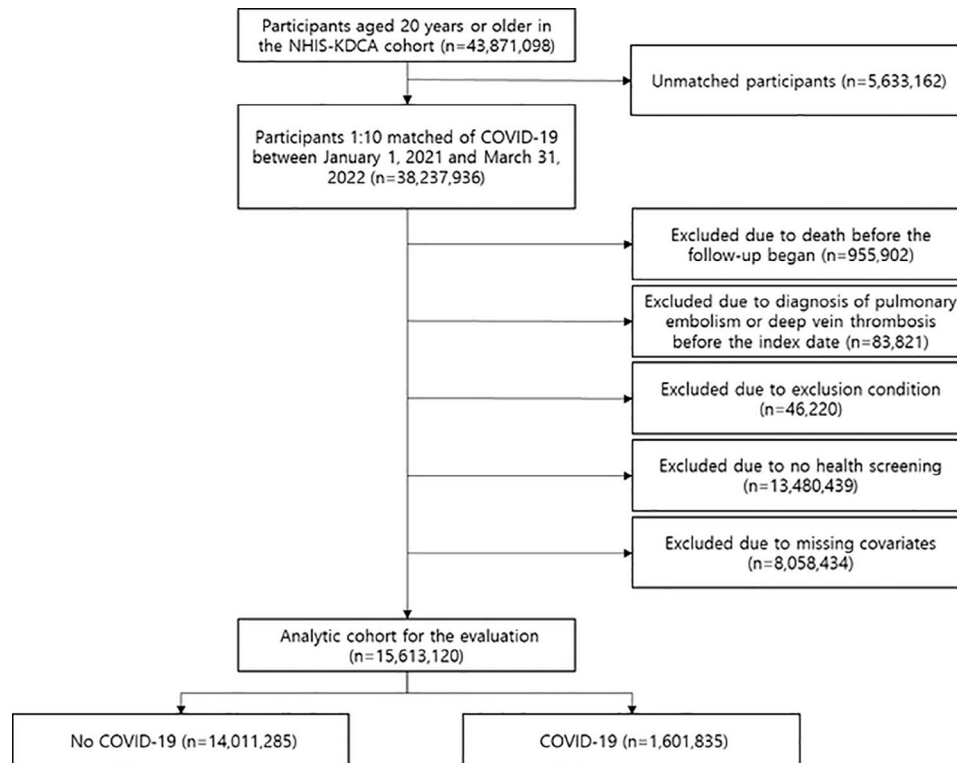 Participants aged 20 years or older in
the NHIS-KDCA cohort (n=43,871,098)
Unmatched participants (n=5,633,162)
Participants 1:10 matched of COVID-19
between January 1, 2021 and March 31,
2022 (n=38,237,936)
Excluded due to death before the
follow-up began (n=955,902)
Excluded due to diagnosis of pulmonary
embolism or deep vein thrombosis
before the index date (n=83,821)
Excluded due to exclusion condition
(n=46,220)
Excluded due to no health screening
(n=13,480,439)
Excluded due to missing covariates
(n=8,058,434)
Analytic cohort for the evaluation
(n=15,613,120)
No COVID-19 (n=14,011,285)
COVID-19 (n=1,601,835)